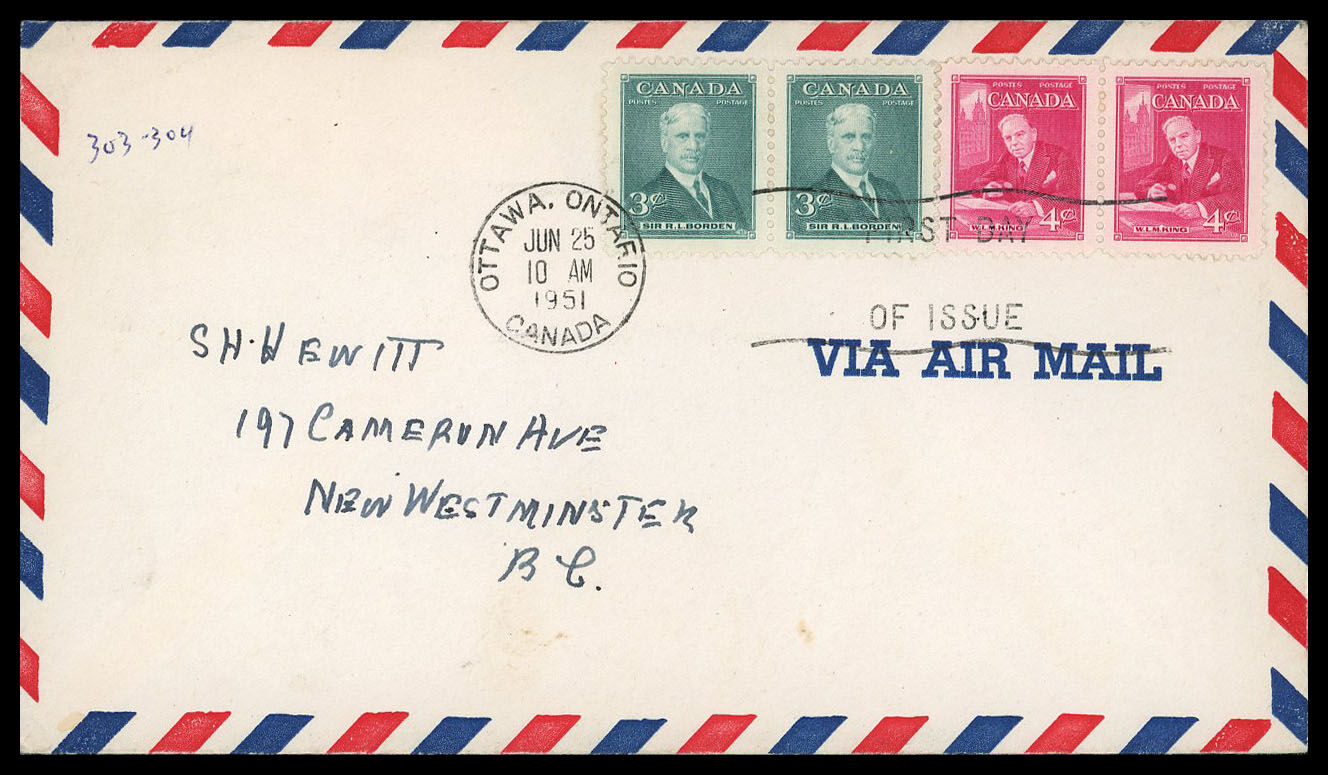 CANADA
POSTES POSTAGE
3¢
SIR R.L.BORDEN
CANADA
POSTES POSTAGE
3¢
SIR R.L.BORDEN
POSTES POSTAGE
CANADA
4¢
W.L.M.KING
POSTES POSTAGE
CANADA
4¢
W.L.M.KING
303-304
OTTAWA, ONTARIO
JUN 25
10 AM
1951
CANADA
FIRST DAY
OF ISSUE
VIA AIR MAIL
SH. HEWITT
197 CAMERON AVE
NEW WESTMINSTER
B C.